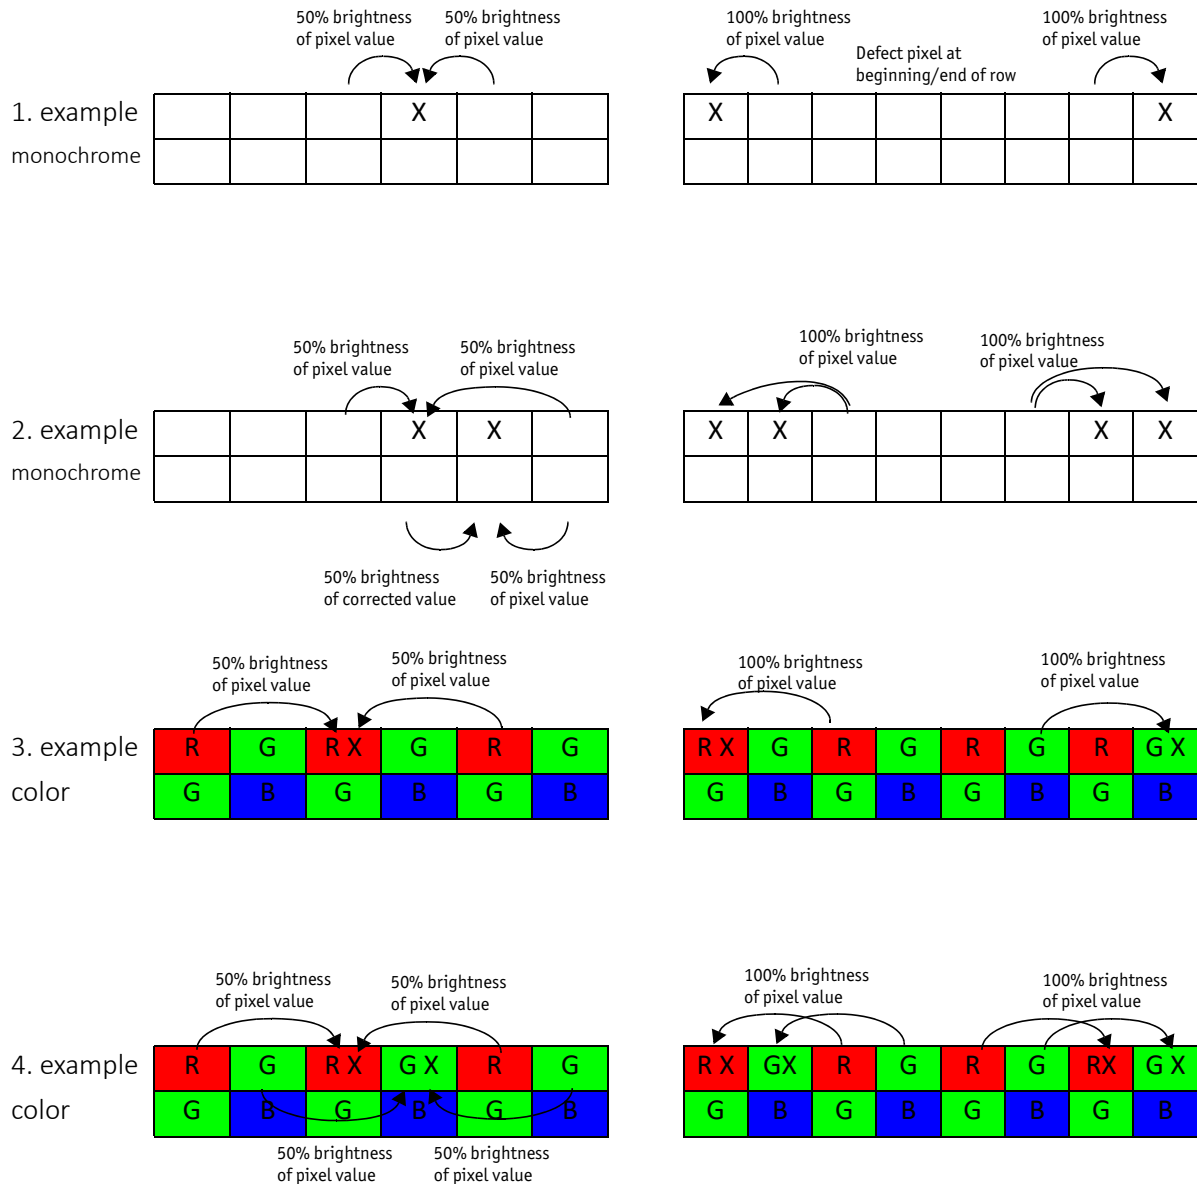 50% brightness 50% brightness 100% brightness 100% brightness
of pixel value of pixel value of pixel value of pixel value
Defect pixel at
beginning/end of row
1. example X X X
monochrome
50% brightness 50% brightness 100% brightness 100% brightness
of pixel value of pixel value of pixel value of pixel value
2. example X X X X X X
monochrome
50% brightness 50% brightness
of corrected value of pixel value
50% brightness 50% brightness 100% brightness 100% brightness
of pixel value of pixel value of pixel value of pixel value
3. example R G R X G R G R X G R G R G R G X
color G B G B G B G B G B G B G B
50% brightness 50% brightness 100% brightness 100% brightness
of pixel value of pixel value of pixel value of pixel value
4. example R G R X G X R G R X GX R G R G RX G X
color G B G B G B G B G B G B G B
50% brightness 50% brightness
of pixel value of pixel value